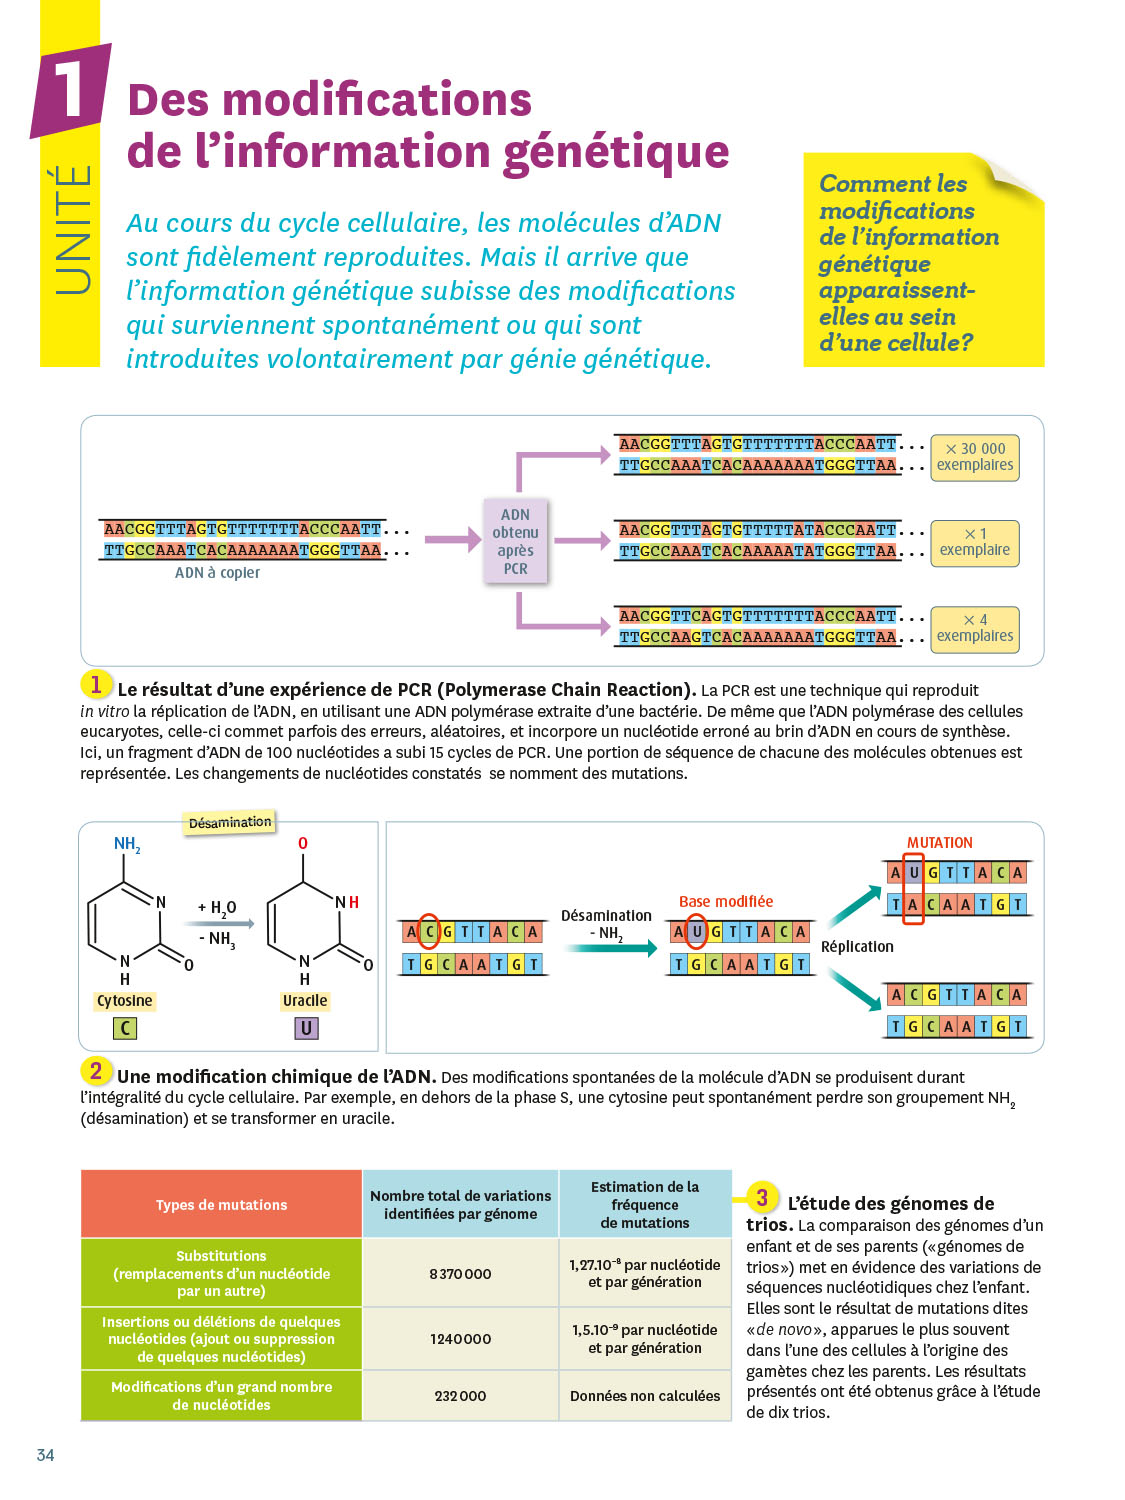 1
UNITÉ
Des modifications
de l’information génétique
Au cours du cycle cellulaire, les molécules d’ADN
sont fidèlement reproduites. Mais il arrive que
l’information génétique subisse des modifications
qui surviennent spontanément ou qui sont
introduites volontairement par génie génétique.
Comment les
modifications
de l’information
génétique
apparaissent-
elles au sein
d’une cellule?
AACGGTTTAGTGTTTTTTTACCCAATT...
TTGCCAAATCACAAAAAAATGGGTTAA...
ADN à copier
ADN
obtenu
après
PCR
AACGGTTTAGTGTTTTTTTACCCAATT...
TTGCCAAATCACAAAAAAATGGGTTAA...
× 30 000
exemplaires
AACGGTTTAGTGTTTTTATACCCAATT...
TTGCCAAATCACAAAAATATGGGTTAA...
× 1
exemplaire
AACGGTTCAGTGTTTTTTTACCCAATT...
TTGCCAAGTCACAAAAAAATGGGTTAA...
× 4
exemplaires
1 Le résultat d’une expérience de PCR (Polymerase Chain Reaction). La PCR est une technique qui reproduit
in vitro la réplication de l’ADN, en utilisant une ADN polymérase extraite d’une bactérie. De même que l’ADN polymérase des cellules
eucaryotes, celle-ci commet parfois des erreurs, aléatoires, et incorpore un nucléotide erroné au brin d’ADN en cours de synthèse.
Ici, un fragment d’ADN de 100 nucléotides a subi 15 cycles de PCR. Une portion de séquence de chacune des molécules obtenues est
représentée. Les changements de nucléotides constatés se nomment des mutations.
Désamination
NH₂
N
N
H
O
Cytosine
C
+ H₂O
- NH₃
O
N H
N
H
O
Uracile
U
A C G T T A C A
T G C A A T G T
Désamination
- NH₂
Base modifiée
A U G T T A C A
T G C A A T G T
Réplication
MUTATION
A U G T T A C A
T A C A A T G T
A C G T T A C A
T G C A A T G T
2 Une modification chimique de l’ADN. Des modifications spontanées de la molécule d’ADN se produisent durant
l’intégralité du cycle cellulaire. Par exemple, en dehors de la phase S, une cytosine peut spontanément perdre son groupement NH₂
(désamination) et se transformer en uracile.
Types de mutations
Nombre total de variations
identifiées par génome
Estimation de la
fréquence
de mutations
Substitutions
(remplacements d’un nucléotide
par un autre)
8 370 000
1,27.10⁻⁸ par nucléotide
et par génération
Insertions ou délétions de quelques
nucléotides (ajout ou suppression
de quelques nucléotides)
1 240 000
1,5.10⁻⁹ par nucléotide
et par génération
Modifications d’un grand nombre
de nucléotides
232 000
Données non calculées
3 L’étude des génomes de
trios. La comparaison des génomes d’un
enfant et de ses parents («génomes de
trios») met en évidence des variations de
séquences nucléotidiques chez l’enfant.
Elles sont le résultat de mutations dites
«de novo», apparues le plus souvent
dans l’une des cellules à l’origine des
gamètes chez les parents. Les résultats
présentés ont été obtenus grâce à l’étude
de dix trios.
34